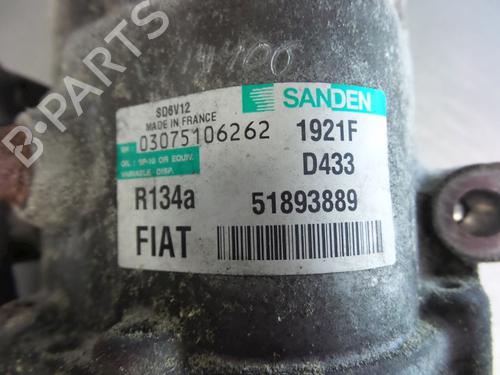 4400
SD6V12
MADE IN FRANCE
SANDEN
03075106262
1921F
OIL : SP-10 OR EQUIV.
VARIABLE DISP.
D433
R134a
51893889
FIAT
B-PARTS